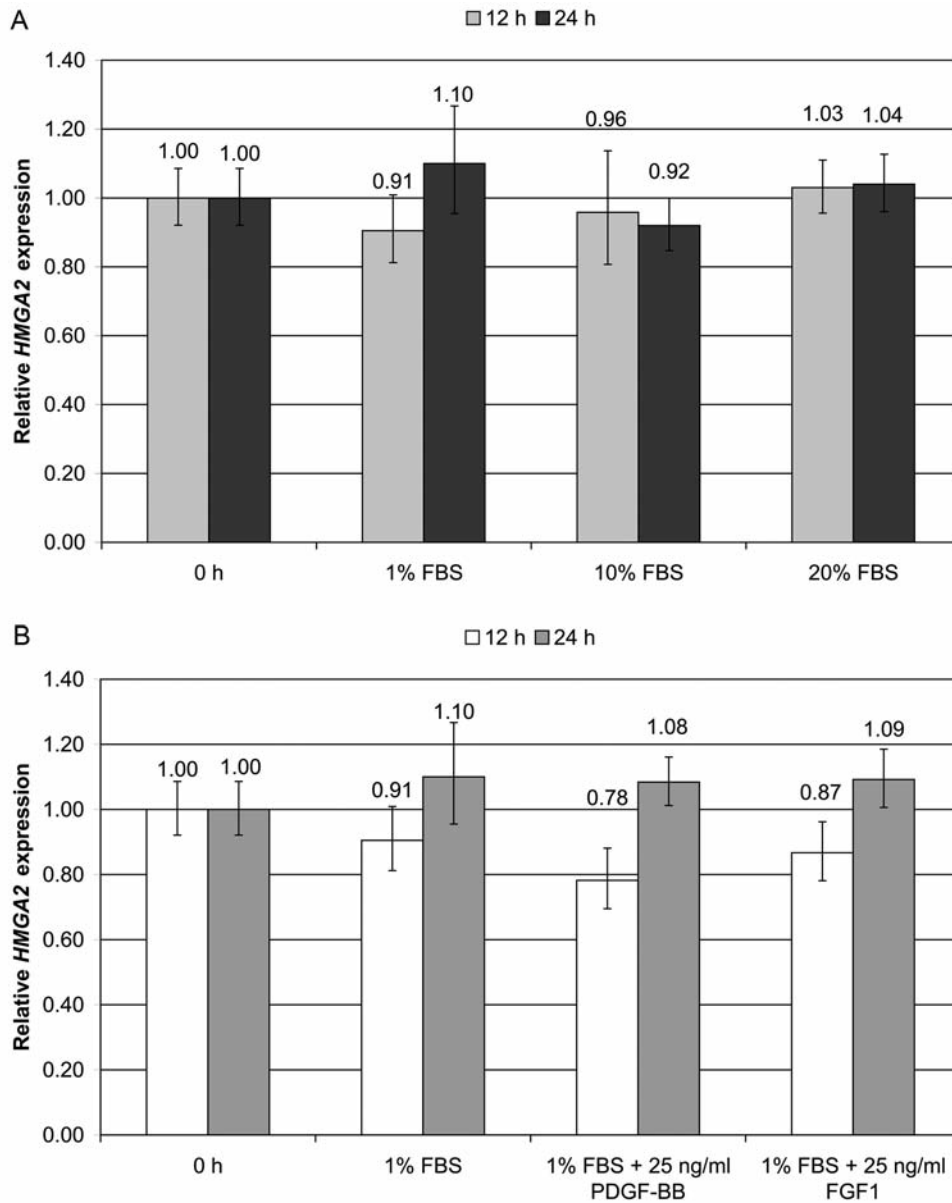 A
12 h 24 h
1.40
1.20
1.00
0.80
0.60
0.40
0.20
0.00
Relative HMGA2 expression
1.00 1.00
0.91 1.10
0.96 0.92
1.03 1.04
0 h 1% FBS 10% FBS 20% FBS
B
12 h 24 h
1.40
1.20
1.00
0.80
0.60
0.40
0.20
0.00
Relative HMGA2 expression
1.00 1.00
0.91 1.10
0.78 1.08
0.87 1.09
0 h 1% FBS 1% FBS + 25 ng/ml 1% FBS + 25 ng/ml
PDGF-BB FGF1